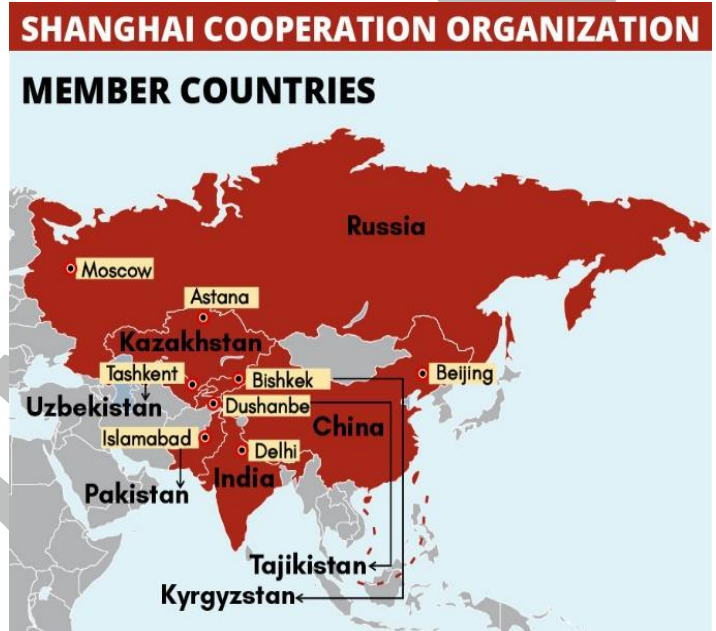 SHANGHAI COOPERATION ORGANIZATION
MEMBER COUNTRIES
Russia
Moscow
Astana
Kazakhstan
Tashkent
Bishkek
Beijing
Uzbekistan
Dushanbe
China
Islamabad
Delhi
India
Pakistan
Tajikistan
Kyrgyzstan